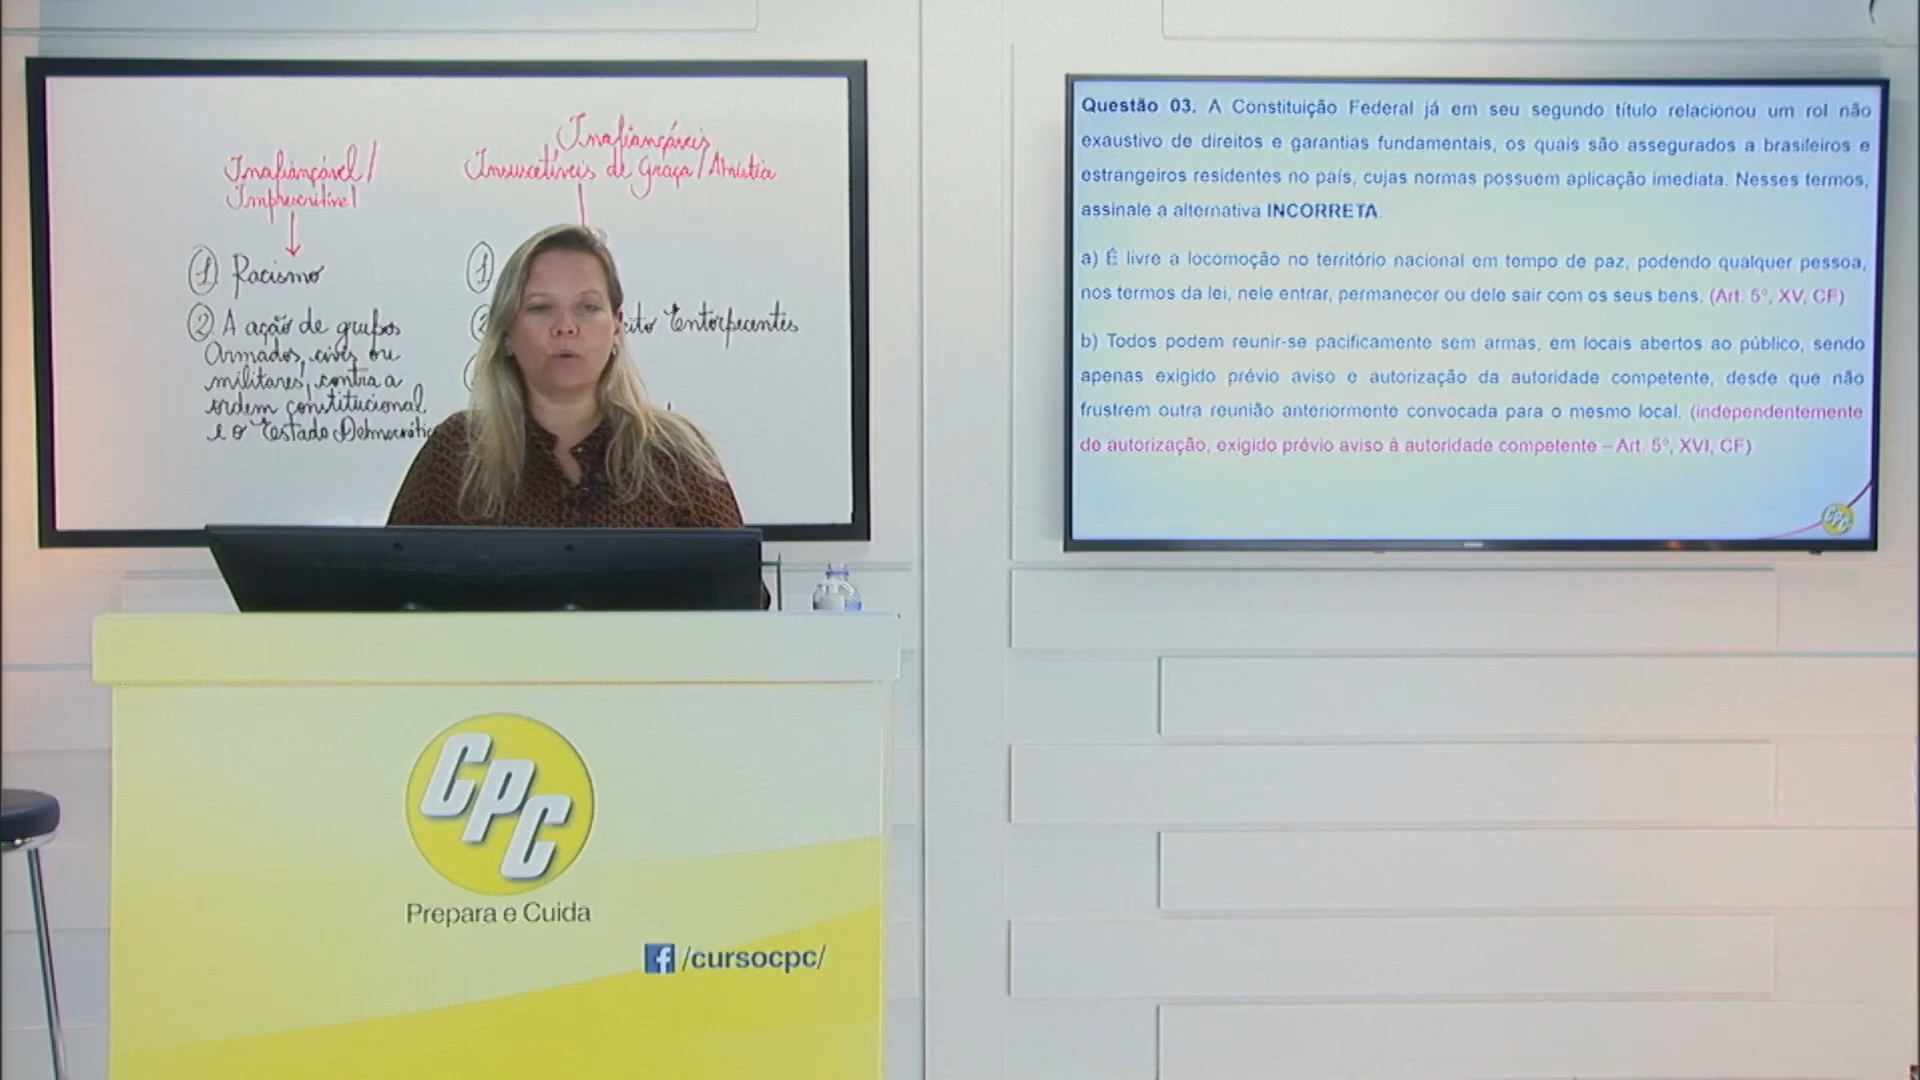 Inafiançável /
Imprescritível
① Racismo
② A ação de grupos
Armados, civis ou
militares, contra a
ordem constitucional
e o Estado Democrátic
Inafiançáveis
Insuscetíveis de Graça / Anistia
①
②
Entorpecentes
Questão 03. A Constituição Federal já em seu segundo título relacionou um rol não
exaustivo de direitos e garantias fundamentais, os quais são assegurados a brasileiros e
estrangeiros residentes no país, cujas normas possuem aplicação imediata. Nesses termos,
assinale a alternativa INCORRETA.
a) É livre a locomoção no território nacional em tempo de paz, podendo qualquer pessoa,
nos termos da lei, nele entrar, permanecer ou dele sair com os seus bens. (Art. 5º, XV, CF)
b) Todos podem reunir-se pacificamente sem armas, em locais abertos ao público, sendo
apenas exigido prévio aviso e autorização da autoridade competente, desde que não
frustrem outra reunião anteriormente convocada para o mesmo local. (independentemente
de autorização, exigido prévio aviso à autoridade competente – Art. 5º, XVI, CF)
CPC
CPC
Prepara e Cuida
f /cursocpc/